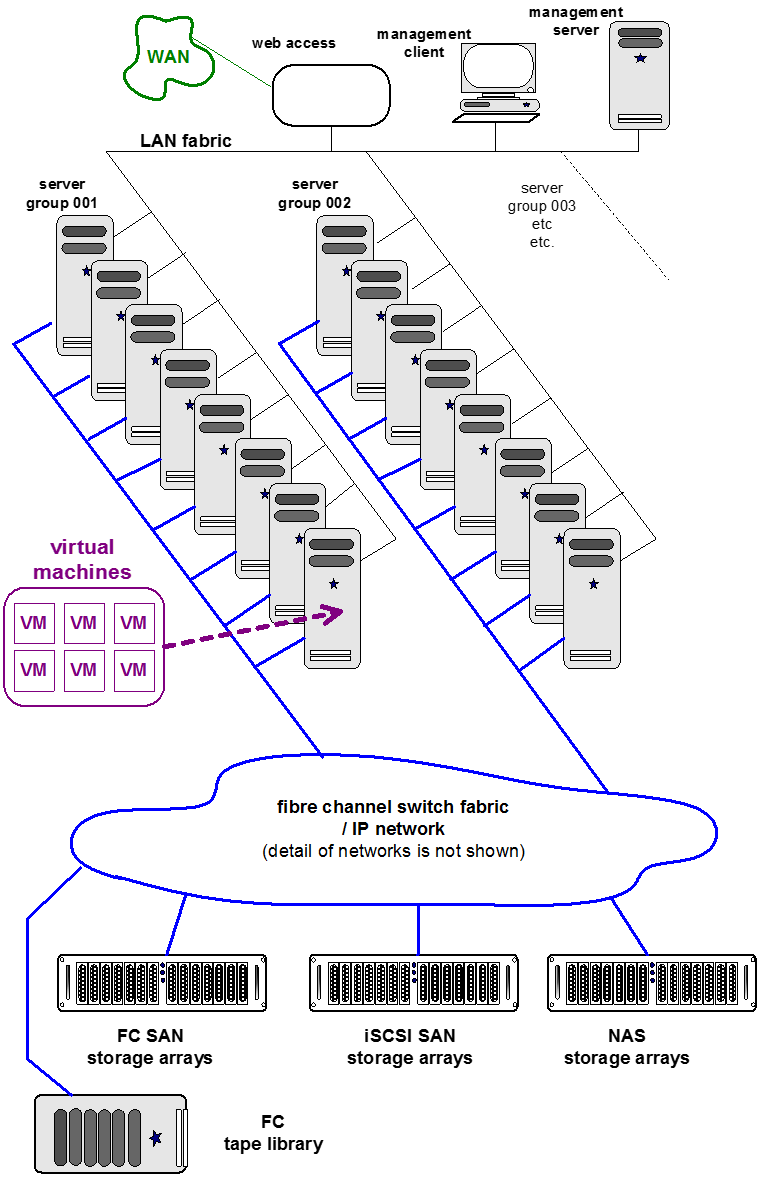 management
server
management
client
web access
WAN
LAN fabric
server
group 001
server
group 002
server
group 003
etc
etc.
virtual
machines
VM VM VM
VM VM VM
fibre channel switch fabric
/ IP network
(detail of networks is not shown)
FC SAN
storage arrays
iSCSI SAN
storage arrays
NAS
storage arrays
FC
tape library